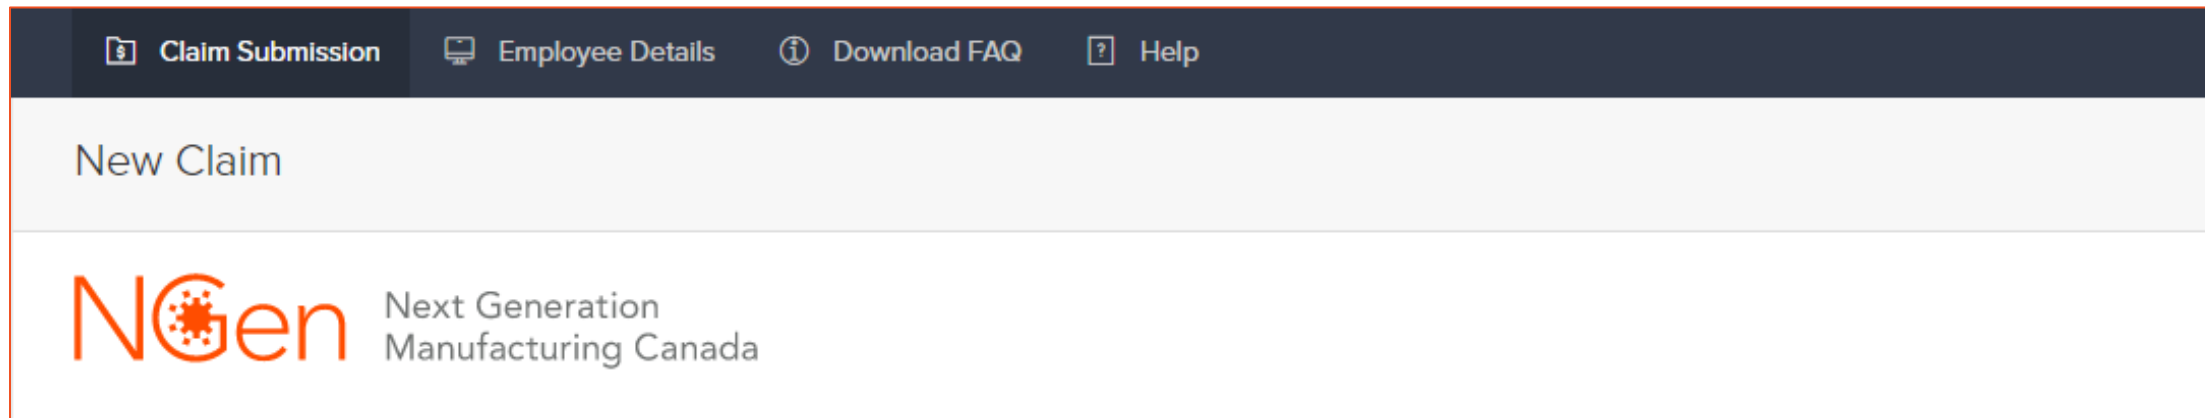 Claim Submission Employee Details Download FAQ Help
New Claim
NGen Next Generation
Manufacturing Canada